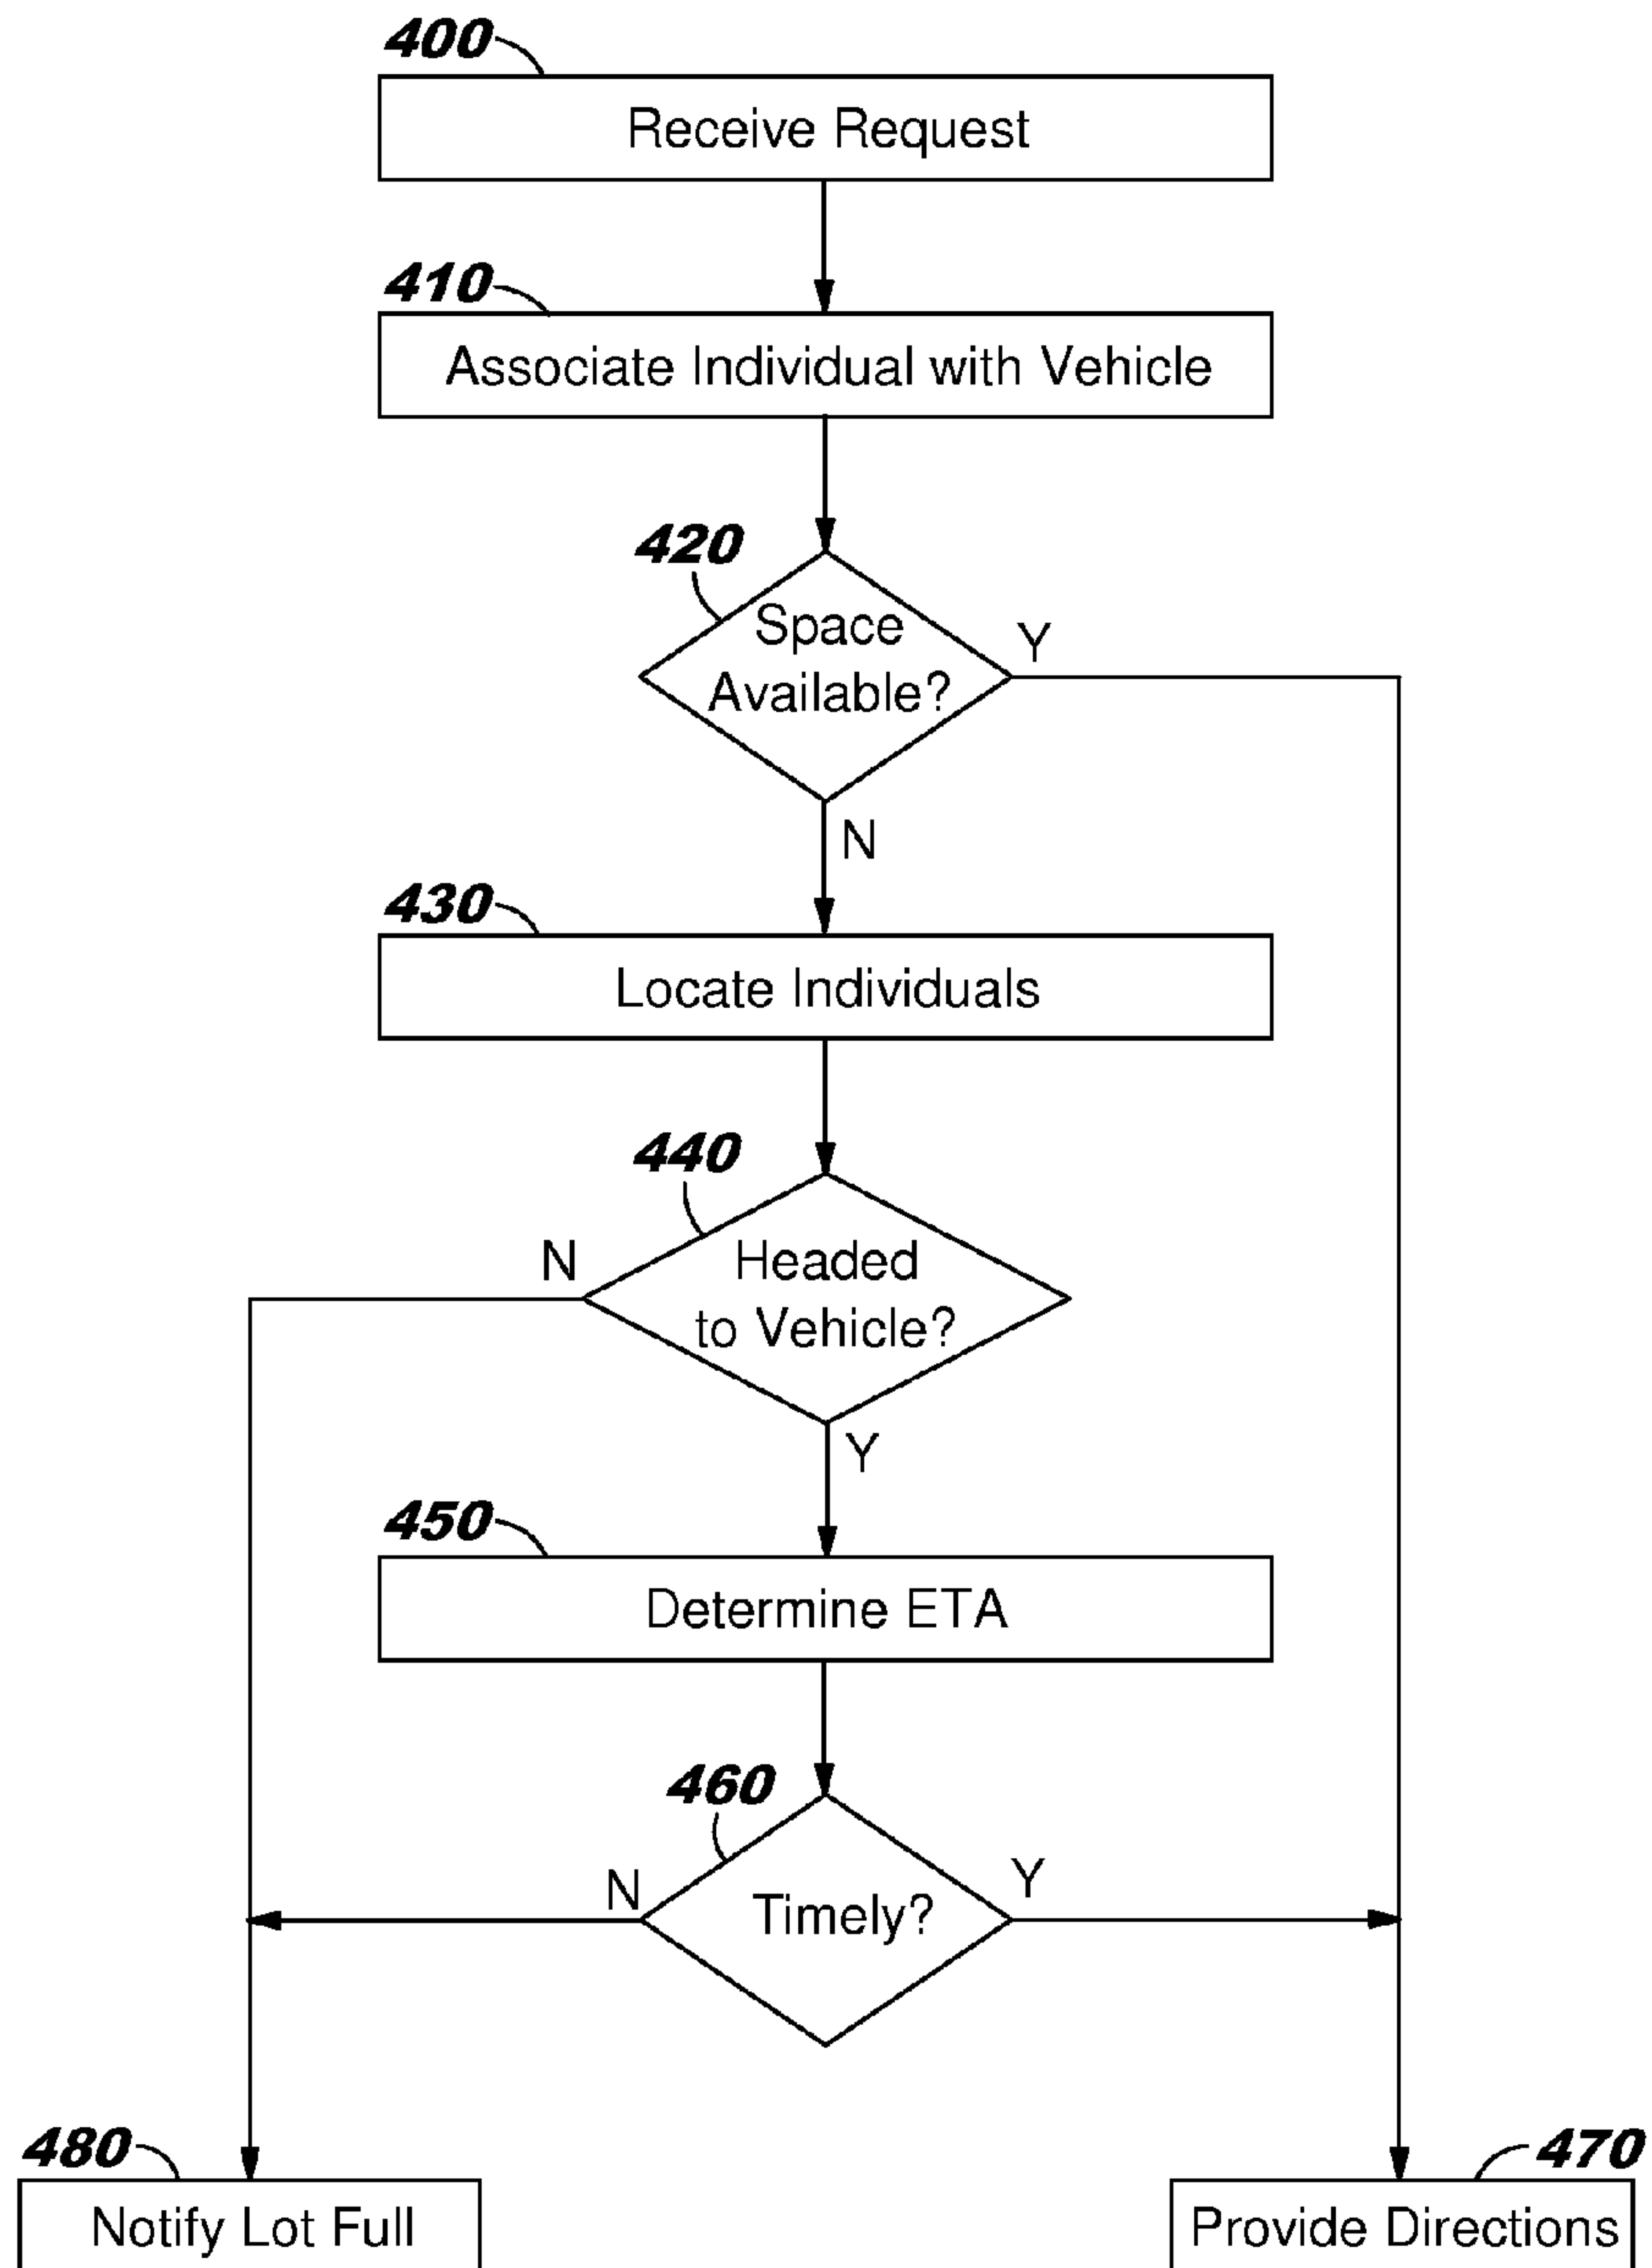 400
Receive Request
410
Associate Individual with Vehicle
420
Space
Available?
Y
N
430
Locate Individuals
440
N
Headed
to Vehicle?
Y
450
Determine ETA
460
N
Timely?
Y
480
Notify Lot Full
470
Provide Directions